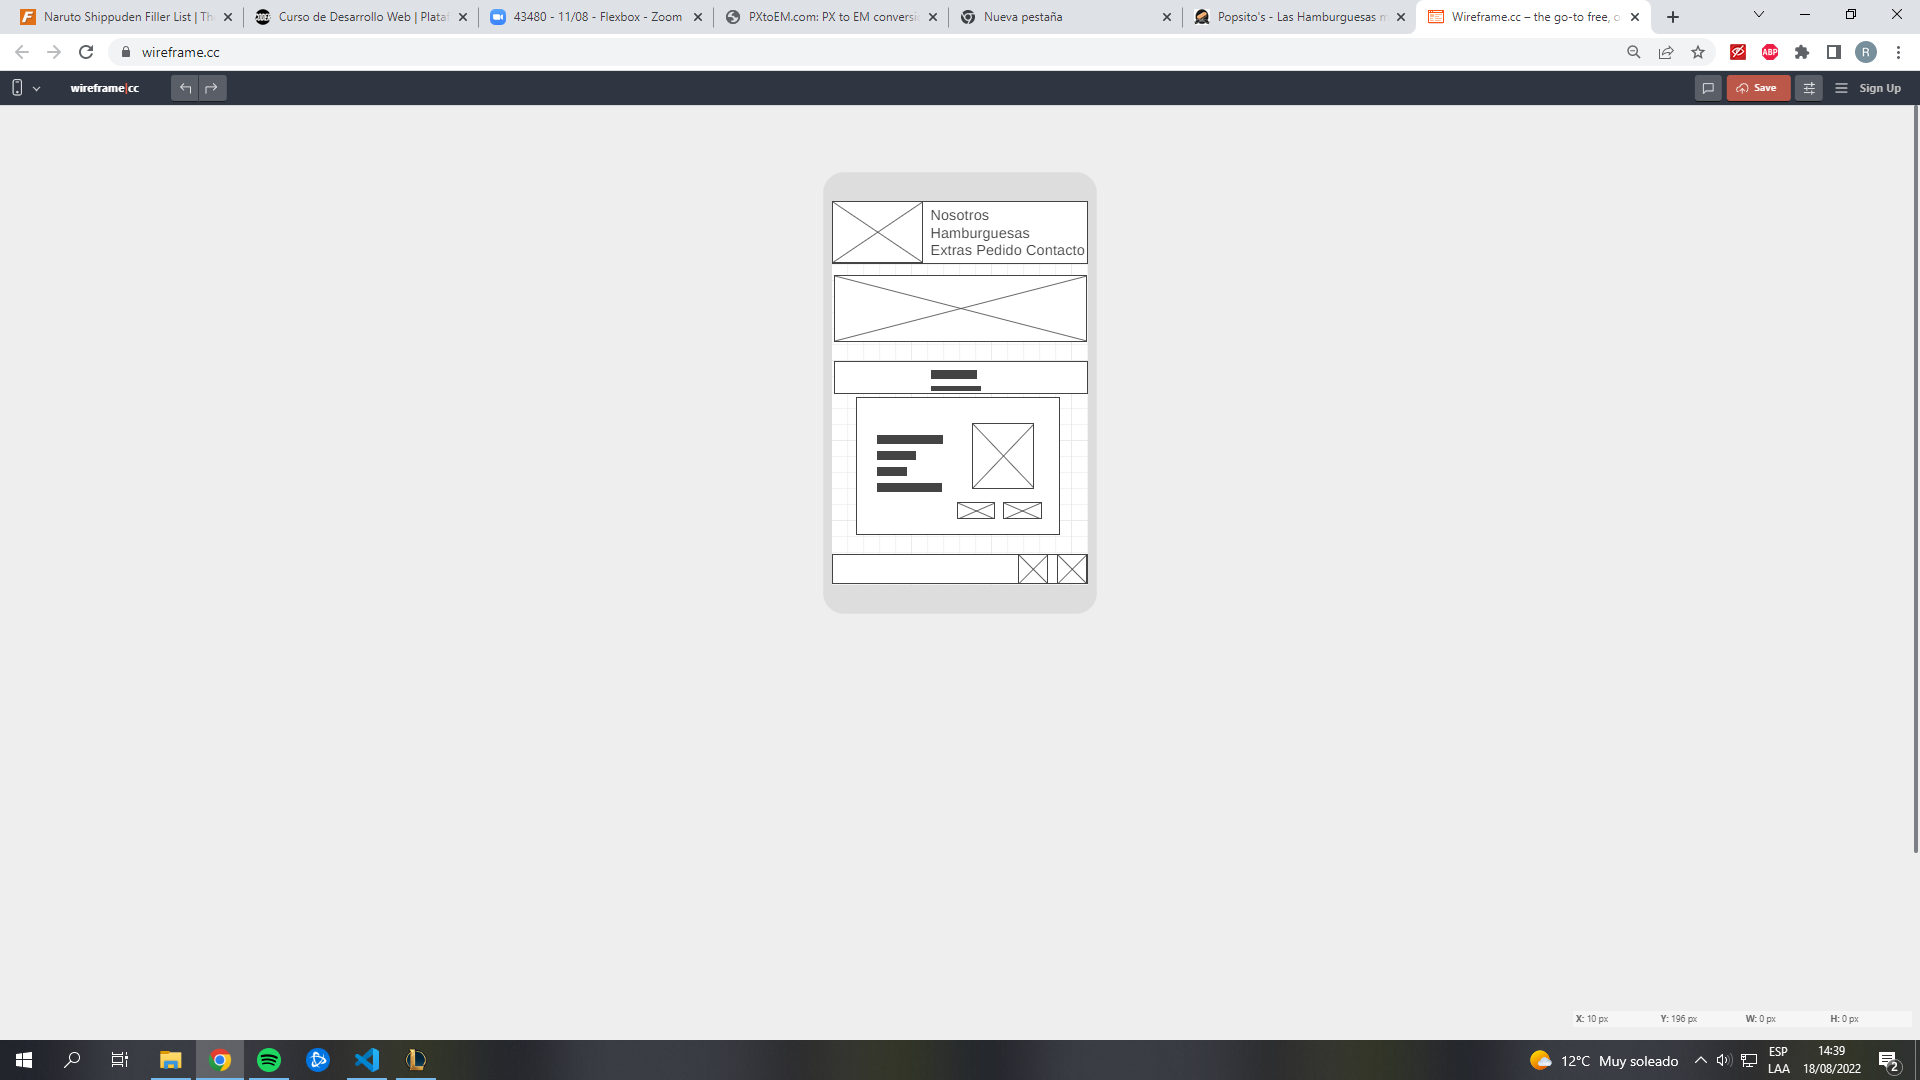 Naruto Shippuden Filler List | Th
Curso de Desarrollo Web | Plataf
43480 - 11/08 - Flexbox - Zoom
PXtoEM.com: PX to EM conversi
Nueva pestaña
Popsito's - Las Hamburguesas m
Wireframe.cc – the go-to free, o
wireframe.cc
ABP
R
wireframe|cc
Save
Sign Up
Nosotros
Hamburguesas
Extras Pedido Contacto
X: 10 px
Y: 196 px
W: 0 px
H: 0 px
12°C Muy soleado
ESP
LAA
14:39
18/08/2022
2